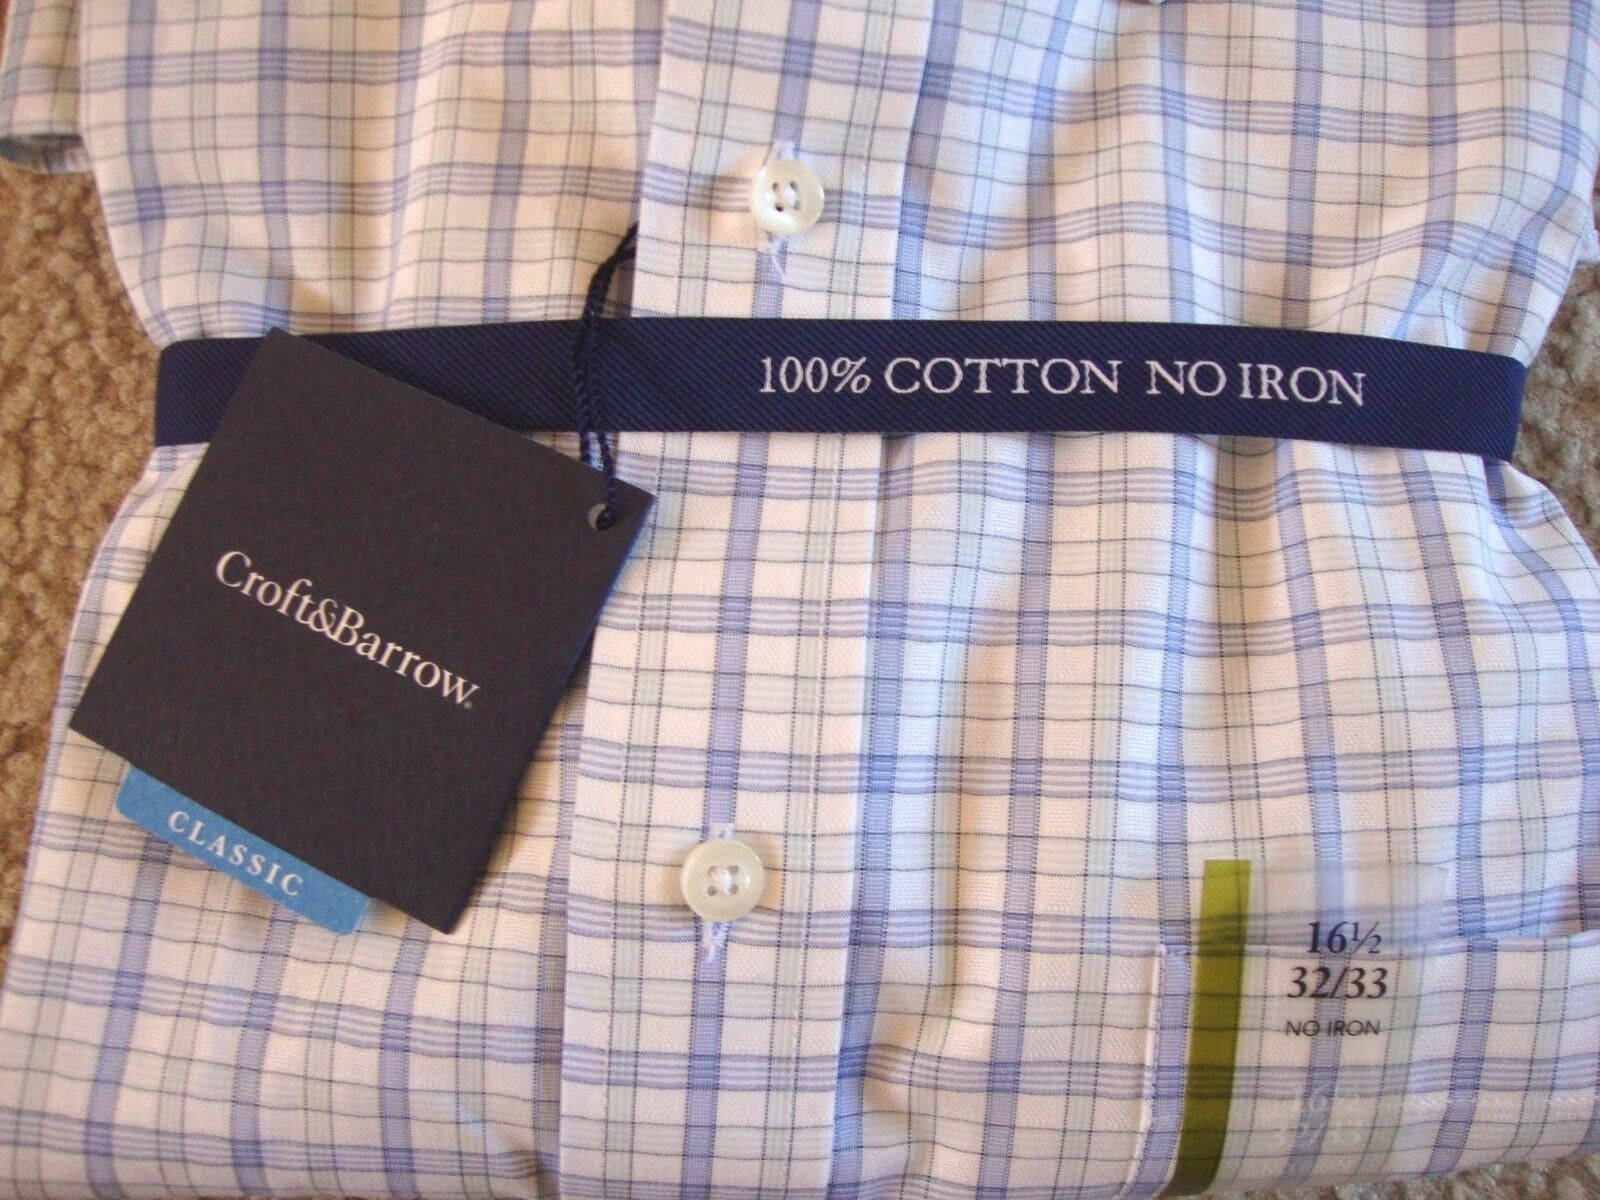 100% COTTON NO IRON
Croft&Barrow®
CLASSIC
16½
32/33
NO IRON